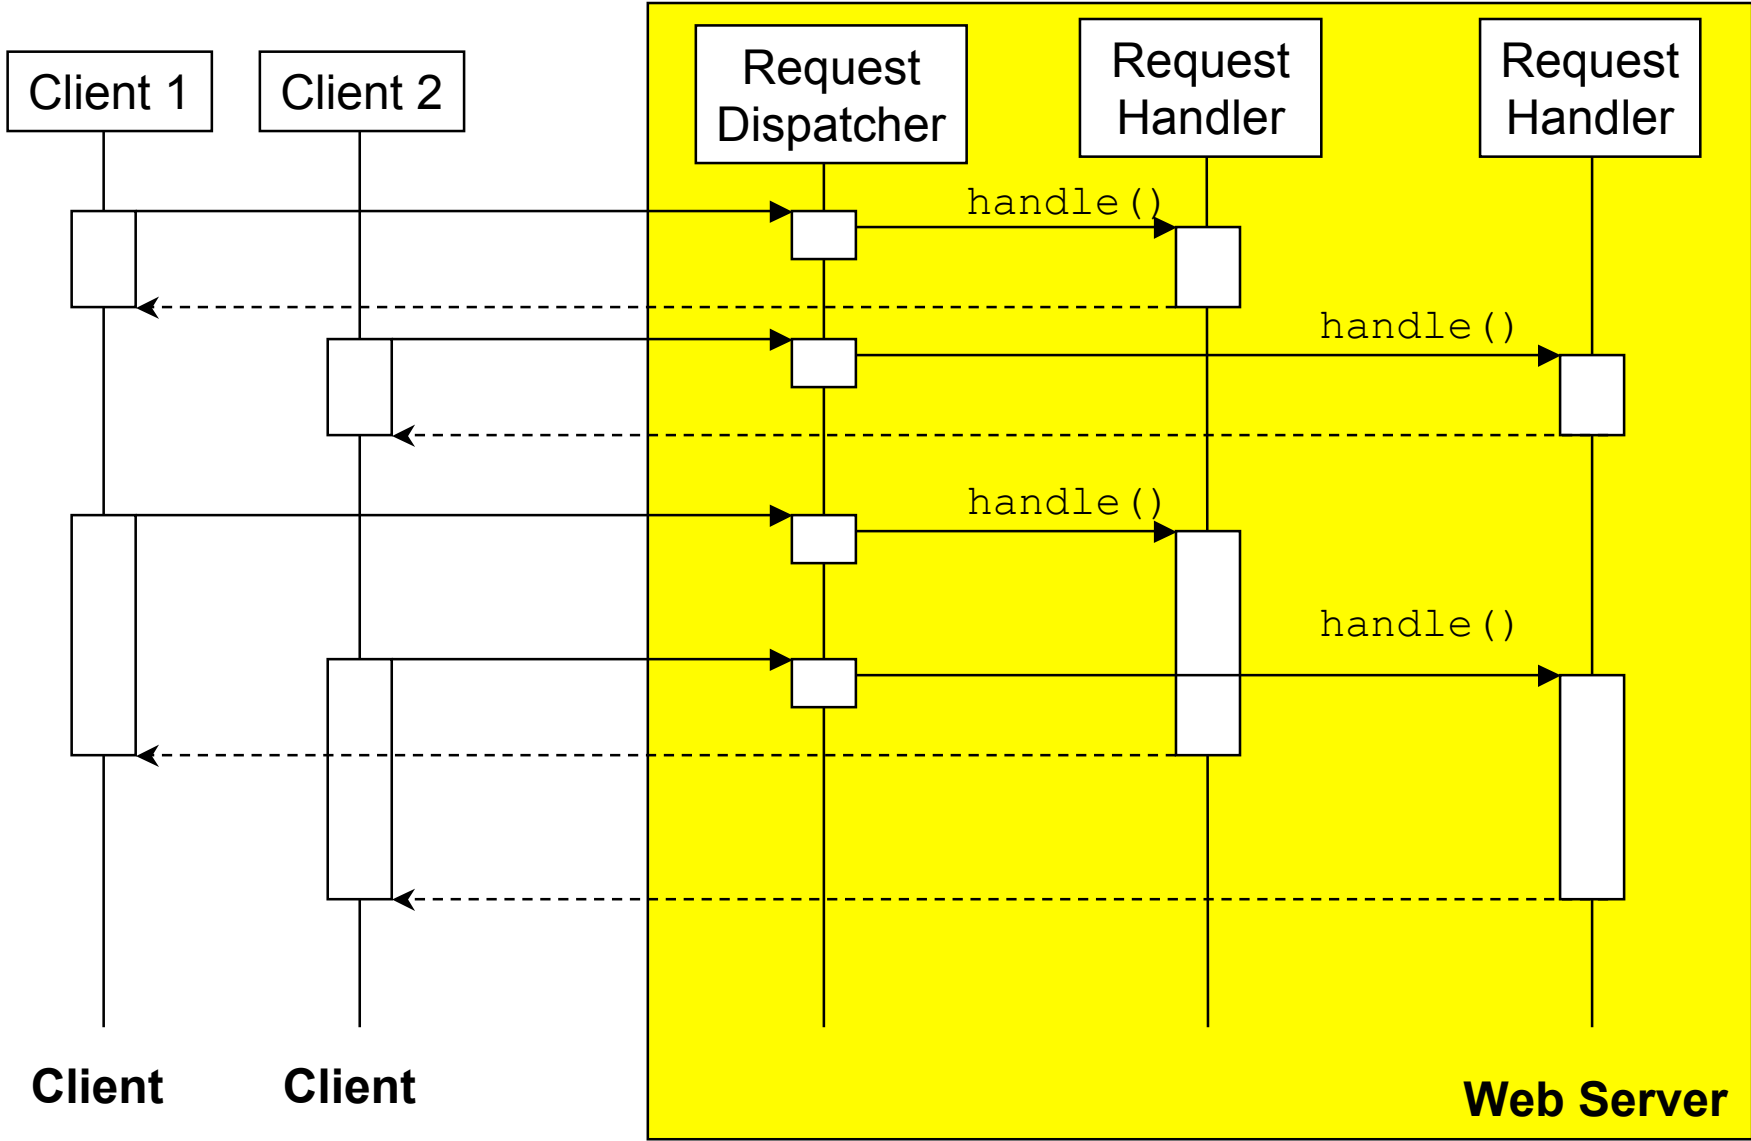 Client 1
Client 2
Request
Dispatcher
Request
Handler
Request
Handler
handle()
handle()
handle()
handle()
Client
Client
Web Server